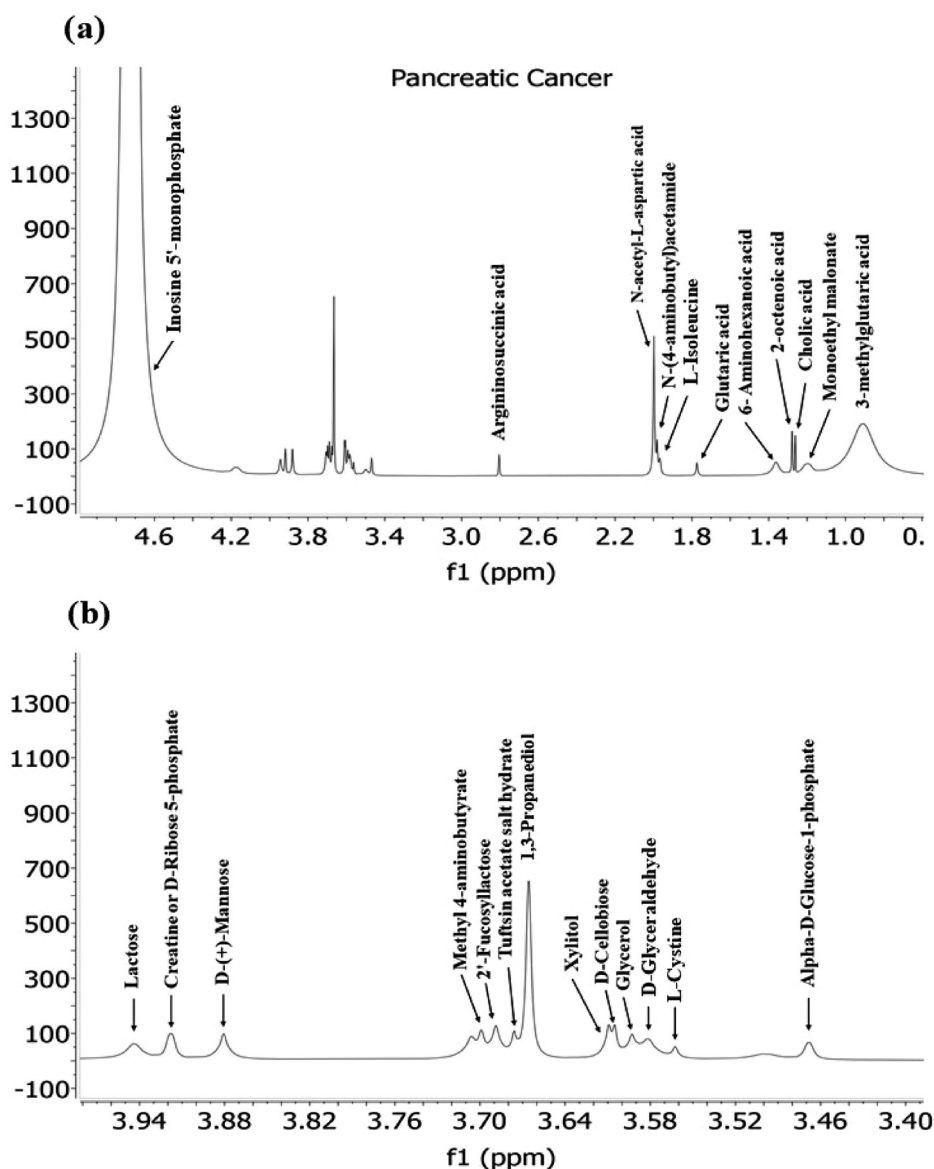 (a)
Pancreatic Cancer
1300
1100
900
700
500
300
100
-100
Inosine 5'-monophosphate
Argininosuccinic acid
N-acetyl-L-aspartic acid
N-(4-aminobutyl)acetamide
L-Isoleucine
Glutaric acid
6- Aminohexanoic acid
2-octenoic acid
Cholic acid
Monoethyl malonate
3-methylglutaric acid
4.6 4.2 3.8 3.4 3.0 2.6 2.2 1.8 1.4 1.0 0.
f1 (ppm)
(b)
1300
1100
900
700
500
300
100
-100
Lactose
Creatine or D-Ribose 5-phosphate
D-(+)-Mannose
Methyl 4-aminobutyrate
2'-Fucosyllactose
Tuftsin acetate salt hydrate
1,3-Propanediol
Xylitol
D-Cellobiose
Glycerol
D-Glyceraldehyde
L-Cystine
Alpha-D-Glucose-1-phosphate
3.94 3.88 3.82 3.76 3.70 3.64 3.58 3.52 3.46 3.40
f1 (ppm)